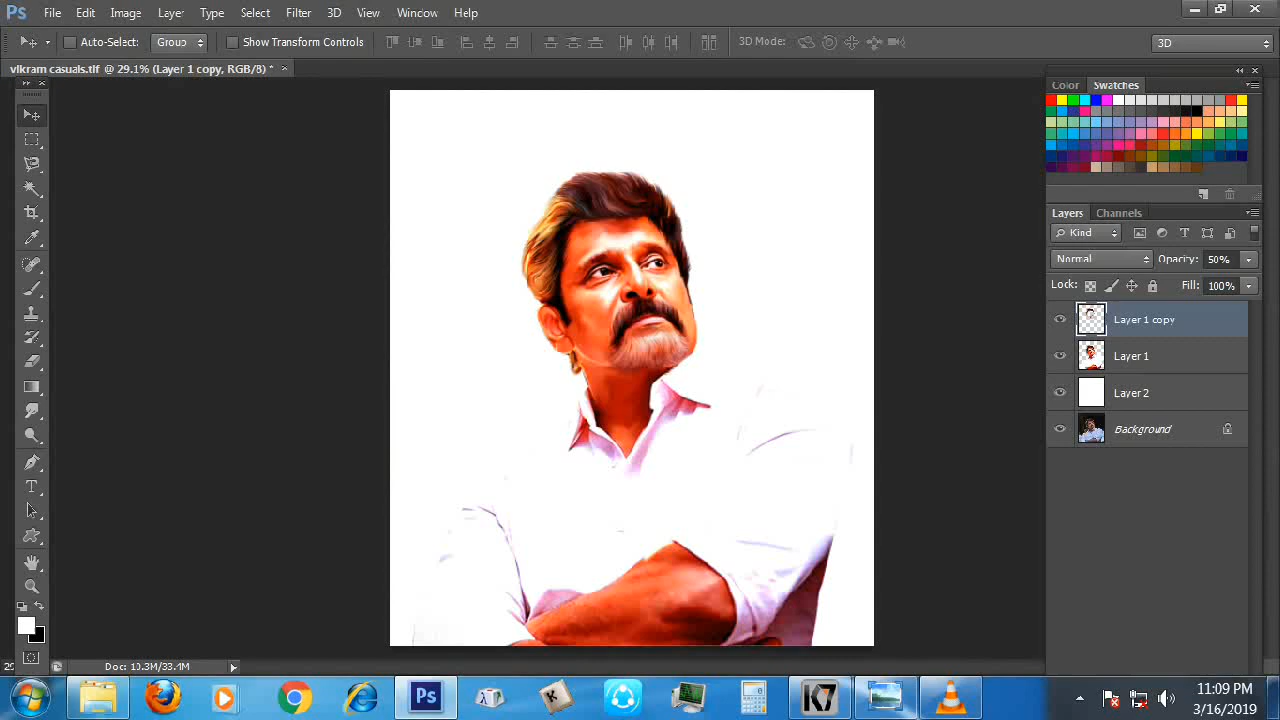 Ps File Edit Image Layer Type Select Filter 3D View Window Help
Auto-Select: Group Show Transform Controls 3D Mode: 3D
vikram casuals.tif @ 29.1% (Layer 1 copy, RGB/8) *
Color Swatches
Layers Channels
Kind
Normal Opacity: 50%
Lock: Fill: 100%
Layer 1 copy
Layer 1
Layer 2
Background
Doc: 10.3M/33.4M
Ps K7 11:09 PM
3/16/2019